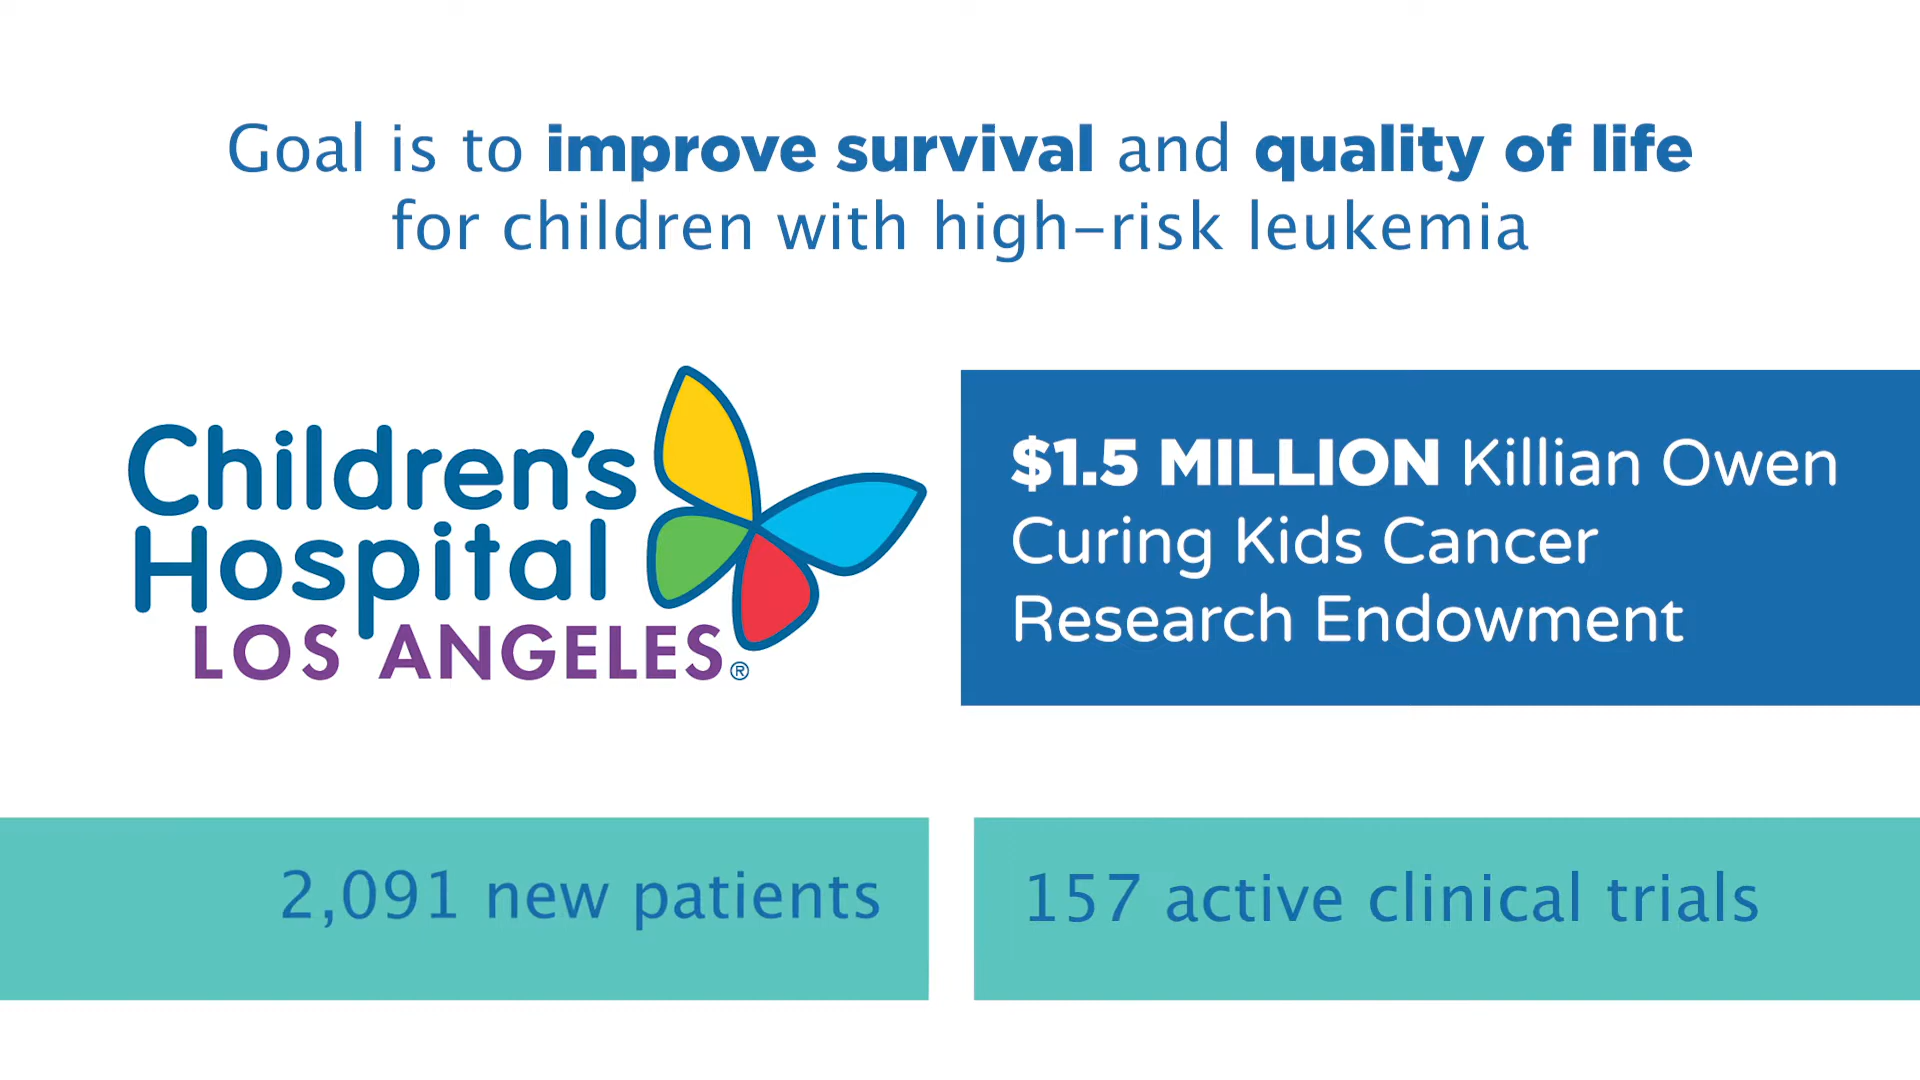 Goal is to improve survival and quality of life
for children with high-risk leukemia
Children's
Hospital
LOS ANGELES®
$1.5 MILLION Killian Owen
Curing Kids Cancer
Research Endowment
2,091 new patients
157 active clinical trials